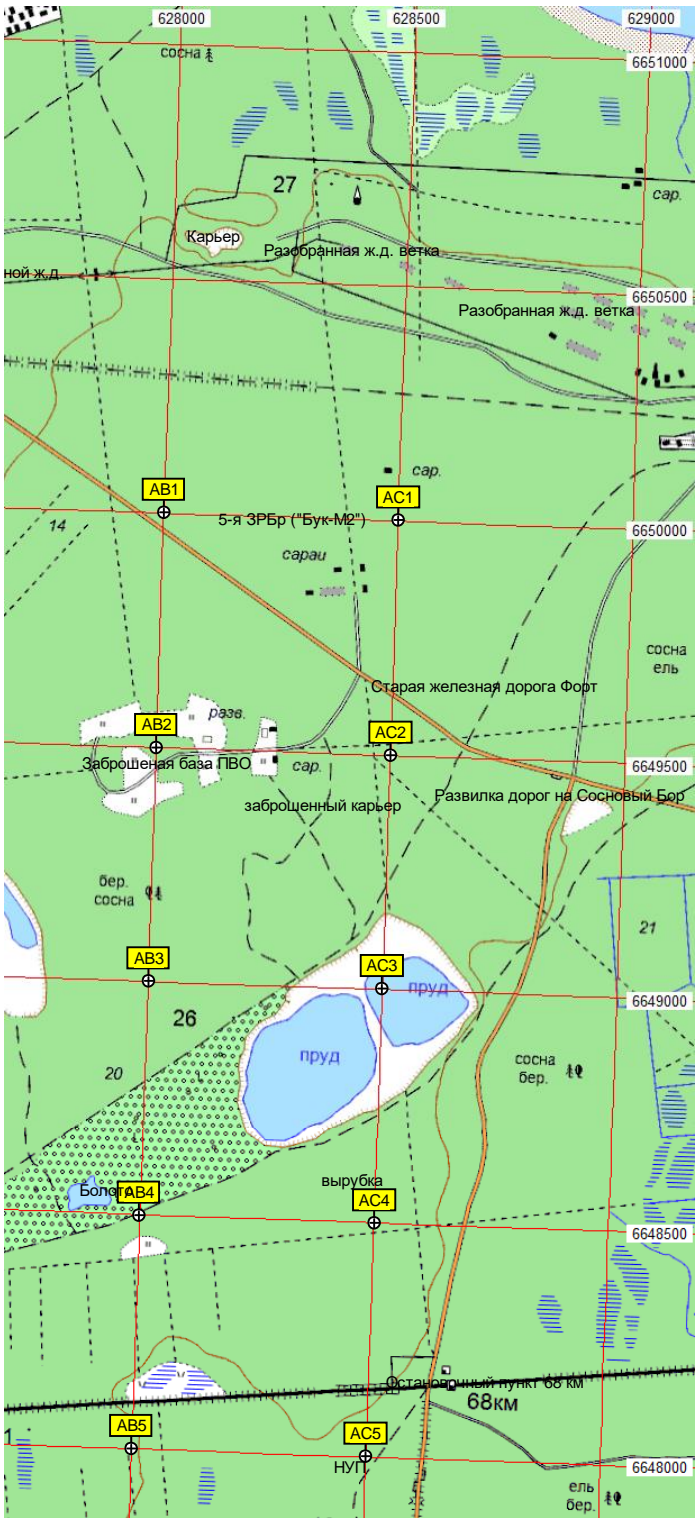 628000
628500
629000
сосна
6651000
27
сар.
Карьер
Разобранная ж.д. ветка
ной ж.д
6650500
Разобранная ж.д. ветка
сар.
AB1
AC1
14
5-я ЗРБр ("Бук-М2")
6650000
сараи
сосна
ель
Старая железная дорога Форт
разв.
AB2
AC2
Заброшеная база ПВО
сар.
6649500
заброшенный карьер
Развилка дорог на Сосновый Бор
бер.
сосна
21
AB3
AC3
пруд
6649000
26
пруд
сосна
бер.
20
вырубка
Болото
AB4
AC4
6648500
Остановочный пункт 68 км
68км
AB5
AC5
1
НУП
6648000
ель
бер.